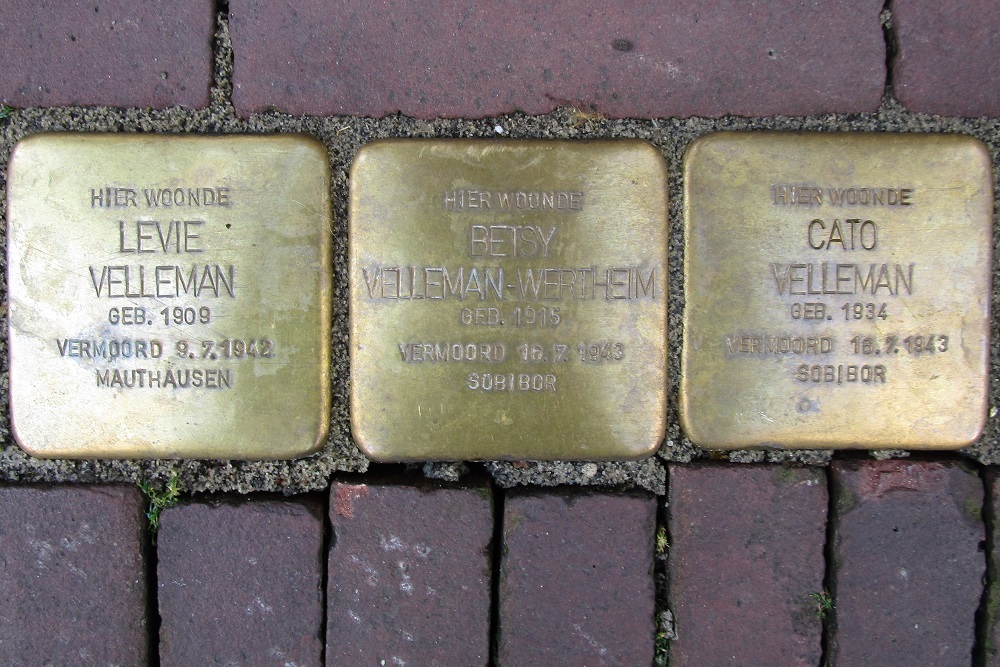 HIER WOONDE
LEVIE
VELLEMAN
GEB. 1909
VERMOORD 9.7.1942
MAUTHAUSEN
HIER WOONDE
BETSY
VELLEMAN-WERTHEIM
GEB. 1915
VERMOORD 16.7.1943
SOBIBOR
HIER WOONDE
CATO
VELLEMAN
GEB. 1934
VERMOORD 16.7.1943
SOBIBOR